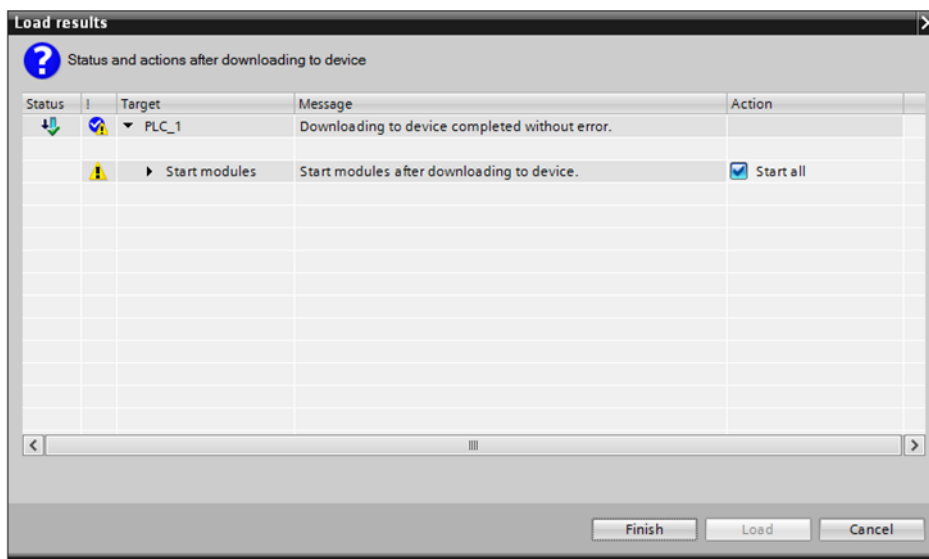 Load results
Status and actions after downloading to device
Status ! Target Message Action
PLC_1 Downloading to device completed without error.
Start modules Start modules after downloading to device. Start all
Finish Load Cancel